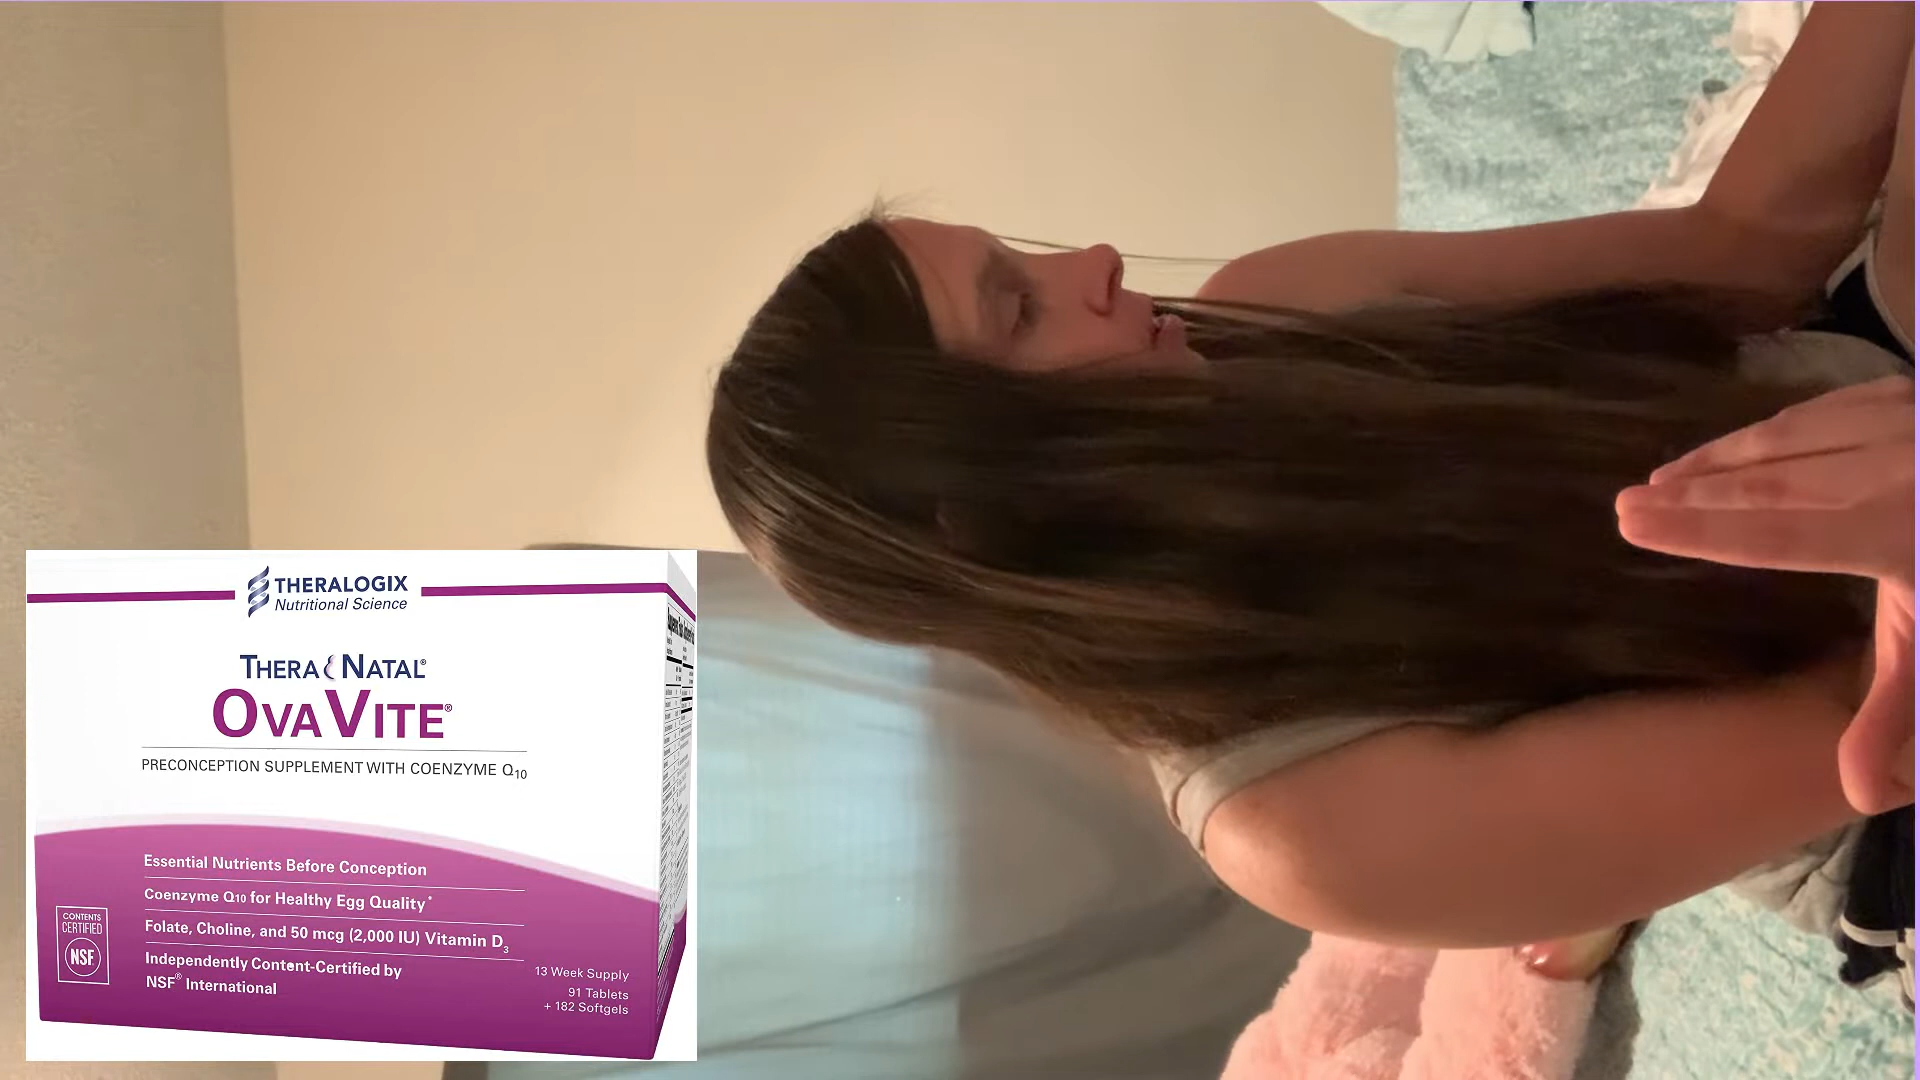 THERALOGIX
Nutritional Science
THERA NATAL®
OVAVITE®
PRECONCEPTION SUPPLEMENT WITH COENZYME Q10
Essential Nutrients Before Conception
Coenzyme Q10 for Healthy Egg Quality*
Folate, Choline, and 50 mcg (2,000 IU) Vitamin D3
Independently Content-Certified by
NSF® International
CONTENTS
CERTIFIED
NSF
13 Week Supply
91 Tablets
+ 182 Softgels